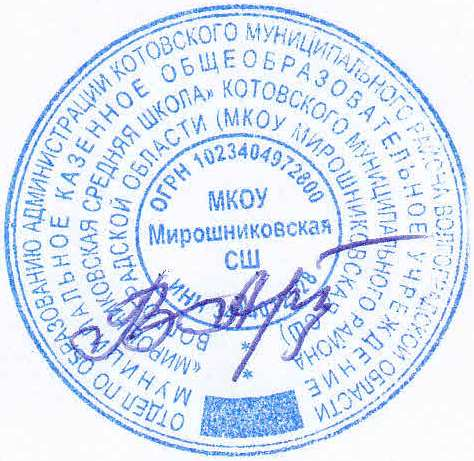 ОТДЕЛ ПО ОБРАЗОВАНИЮ АДМИНИСТРАЦИИ КОТОВСКОГО МУНИЦИПАЛЬНОГО РАЙОНА ВОЛГОГРАДСКОЙ ОБЛАСТИ
МУНИЦИПАЛЬНОЕ КАЗЕННОЕ ОБЩЕОБРАЗОВАТЕЛЬНОЕ УЧРЕЖДЕНИЕ
«МИРОШНИКОВСКАЯ СРЕДНЯЯ ШКОЛА» КОТОВСКОГО МУНИЦИПАЛЬНОГО РАЙОНА
ВОЛГОГРАДСКОЙ ОБЛАСТИ (МКОУ МИРОШНИКОВСКАЯ СШ)
ОГРН 1023404972800
ИНН
МКОУ
Мирошниковская
СШ
* *